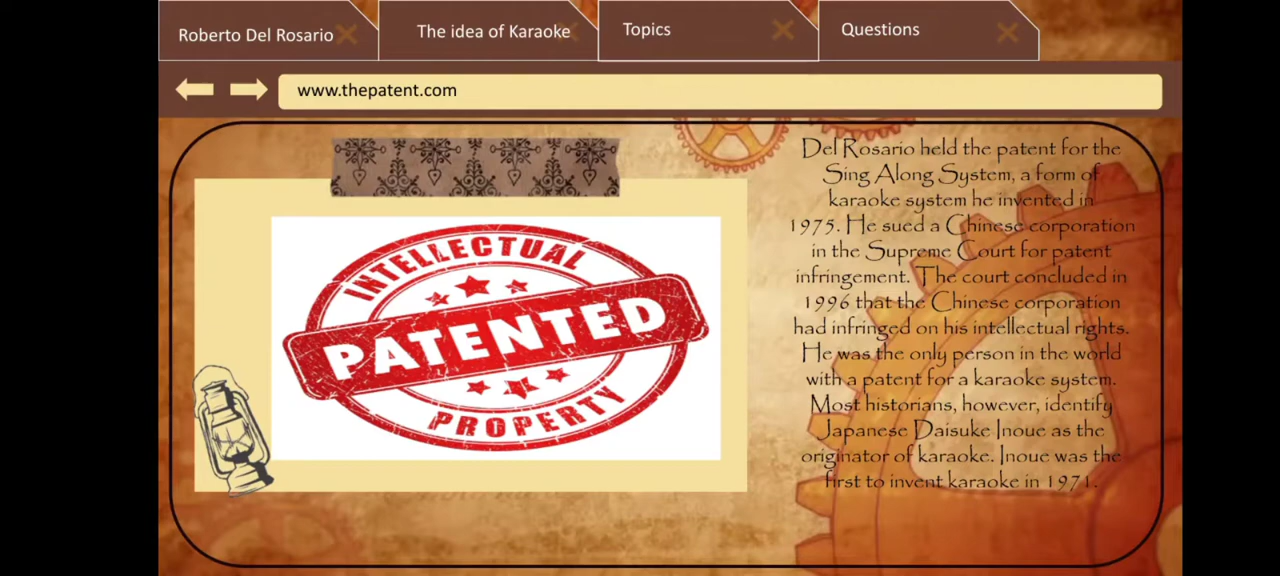 Roberto Del Rosario
The idea of Karaoke
Topics
Questions
www.thepatent.com
INTELLECTUAL
PATENTED
PROPERTY
Del Rosario held the patent for the
Sing Along System, a form of
karaoke system he invented in
1975. He sued a Chinese corporation
in the Supreme Court for patent
infringement. The court concluded in
1996 that the Chinese corporation
had infringed on his intellectual rights.
He was the only person in the world
with a patent for a karaoke system.
Most historians, however, identify
Japanese Daisuke Inoue as the
originator of karaoke. Inoue was the
first to invent karaoke in 1971.